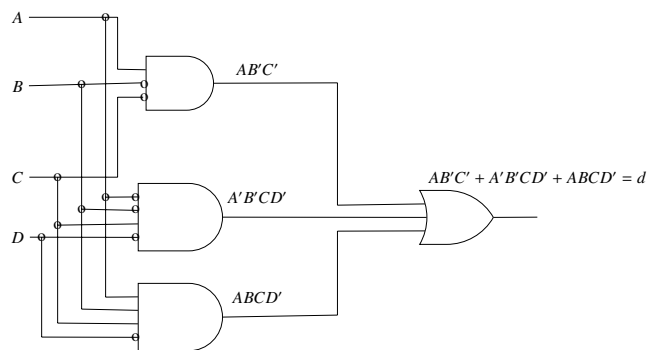 A
B
AB′C′
C
AB′C′ + A′B′CD′ + ABCD′ = d
A′B′CD′
D
ABCD′